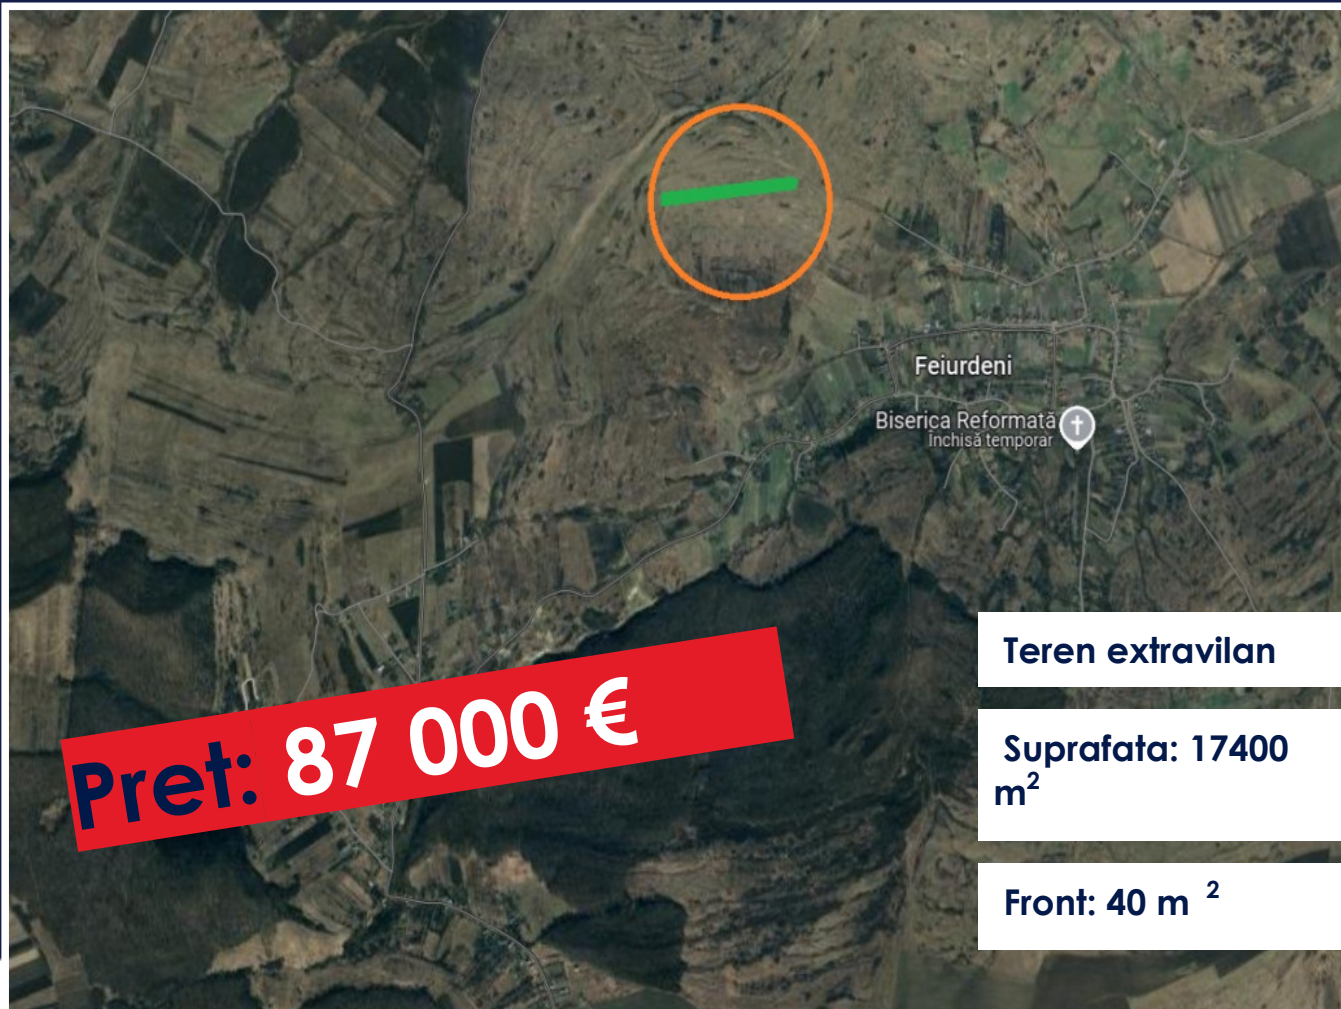 Feiurdeni
Biserica Reformată
Închisă temporar
Teren extravilan
Pret: 87 000 €
Suprafata: 17400
m²
Front: 40 m ²